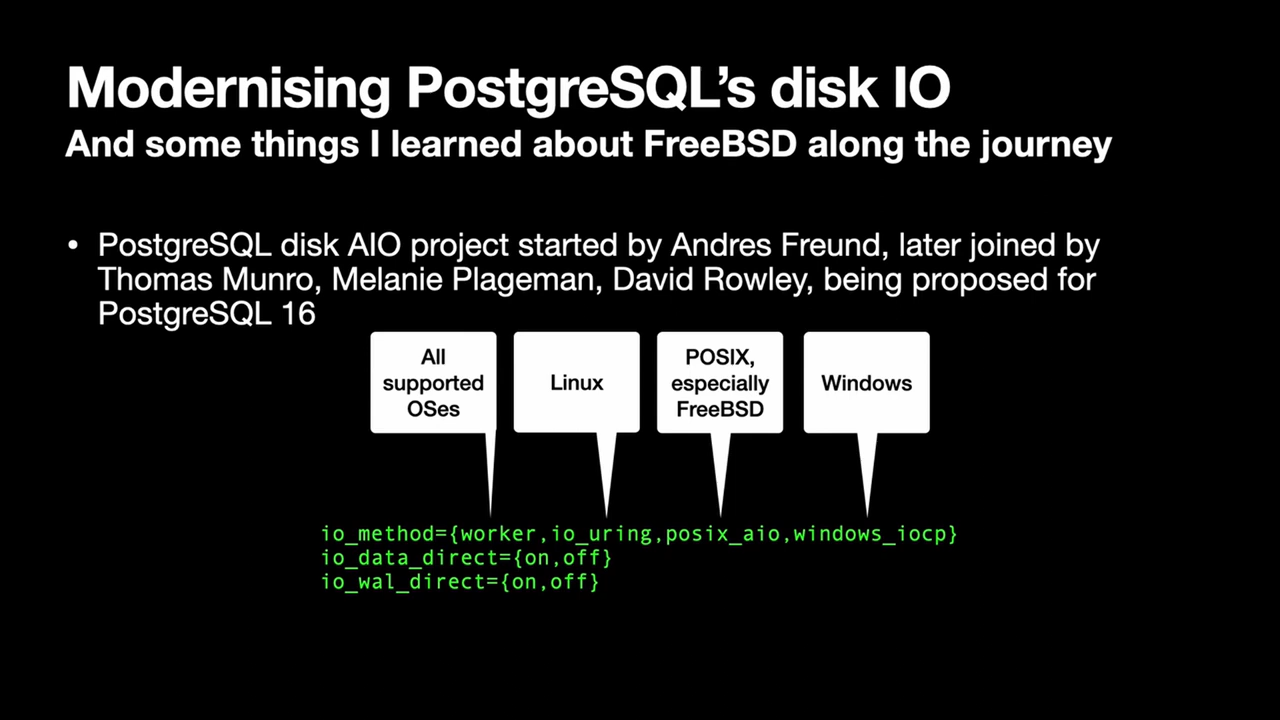 Modernising PostgreSQL’s disk IO
And some things I learned about FreeBSD along the journey
• PostgreSQL disk AIO project started by Andres Freund, later joined by
Thomas Munro, Melanie Plageman, David Rowley, being proposed for
PostgreSQL 16
All
supported
OSes
Linux
POSIX,
especially
FreeBSD
Windows
io_method={worker,io_uring,posix_aio,windows_iocp}
io_data_direct={on,off}
io_wal_direct={on,off}